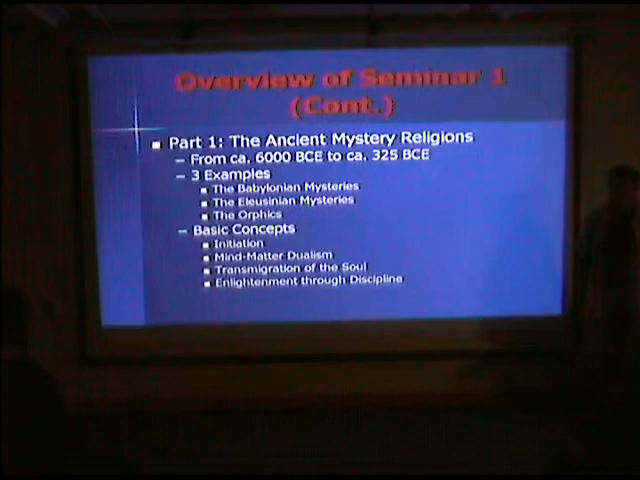 Overview of Seminar 1
(Cont.)
Part 1: The Ancient Mystery Religions
– From ca. 6000 BCE to ca. 325 BCE
– 3 Examples
The Babylonian Mysteries
The Eleusinian Mysteries
The Orphics
– Basic Concepts
Initiation
Mind-Matter Dualism
Transmigration of the Soul
Enlightenment through Discipline